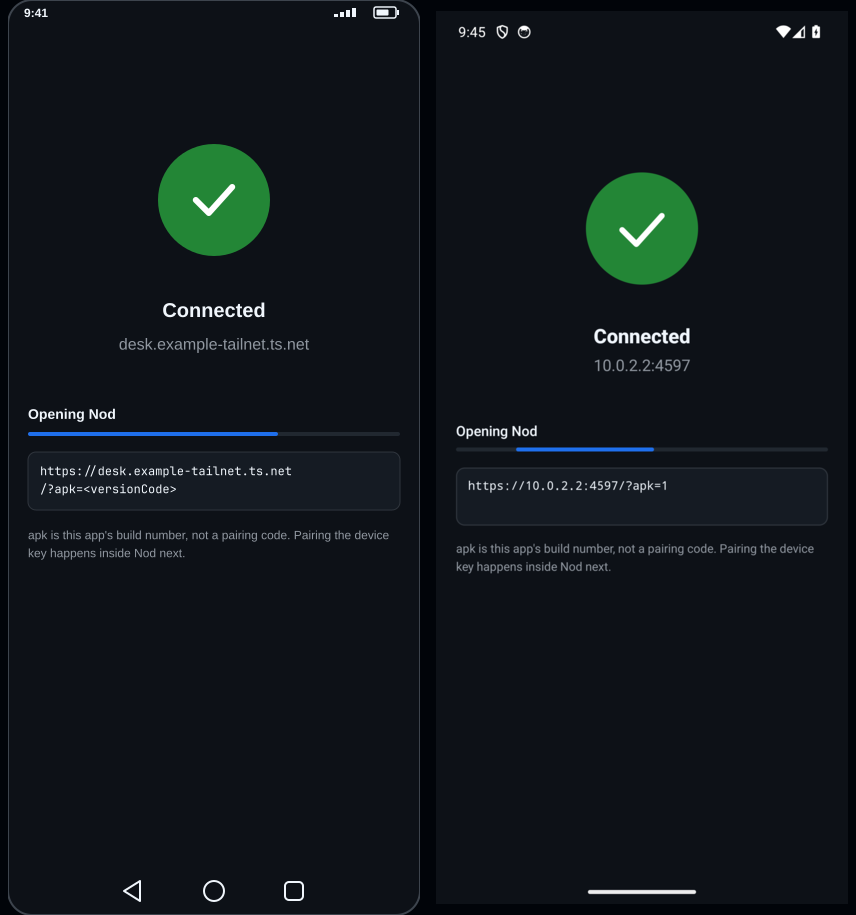 9:41
Connected
desk.example-tailnet.ts.net
Opening Nod
https://desk.example-tailnet.ts.net
/?apk=<versionCode>
apk is this app's build number, not a pairing code. Pairing the device
key happens inside Nod next.
9:45
Connected
10.0.2.2:4597
Opening Nod
https://10.0.2.2:4597/?apk=1
apk is this app's build number, not a pairing code. Pairing the device
key happens inside Nod next.